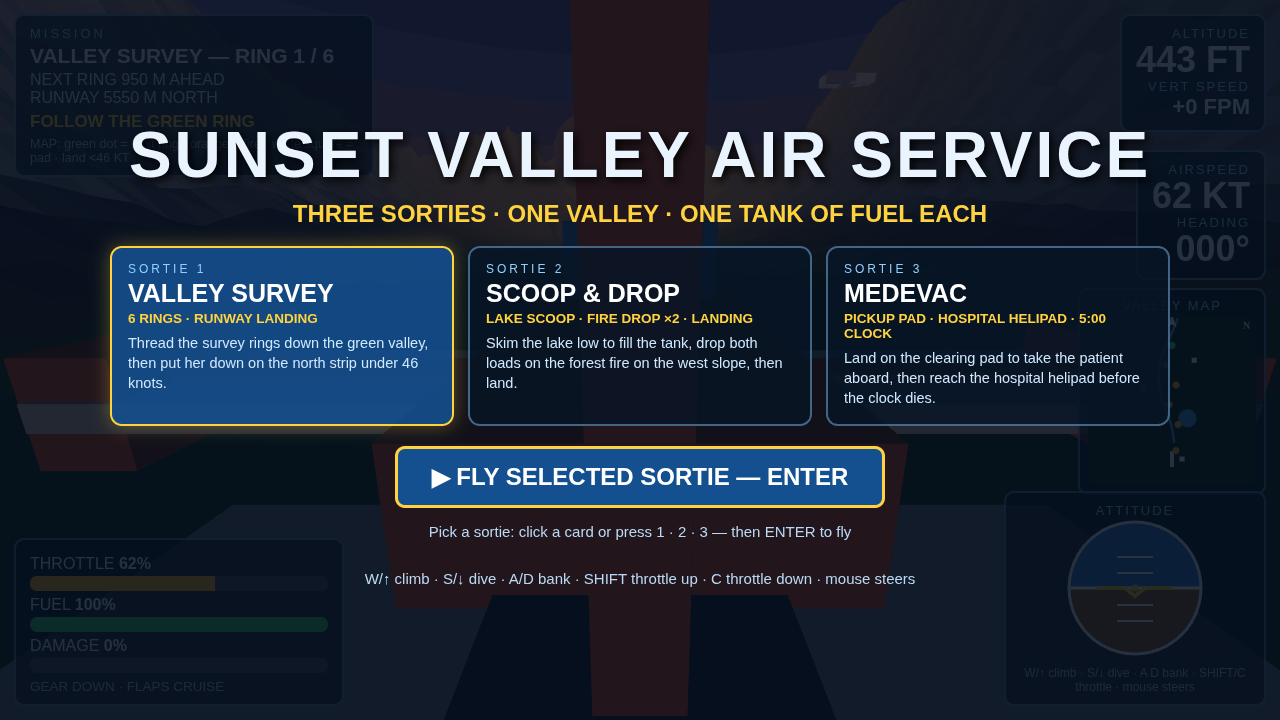 MISSION
VALLEY SURVEY — RING 1 / 6
NEXT RING 950 M AHEAD
RUNWAY 5550 M NORTH
FOLLOW THE GREEN RING
MAP: green dot =
pad · land <46 KT
ALTITUDE
443 FT
VERT SPEED
+0 FPM
SUNSET VALLEY AIR SERVICE
THREE SORTIES · ONE VALLEY · ONE TANK OF FUEL EACH
AIRSPEED
62 KT
HEADING
000°
SORTIE 1
VALLEY SURVEY
6 RINGS · RUNWAY LANDING
Thread the survey rings down the green valley,
then put her down on the north strip under 46
knots.
SORTIE 2
SCOOP & DROP
LAKE SCOOP · FIRE DROP ×2 · LANDING
Skim the lake low to fill the tank, drop both
loads on the forest fire on the west slope, then
land.
SORTIE 3
MEDEVAC
PICKUP PAD · HOSPITAL HELIPAD · 5:00
CLOCK
Land on the clearing pad to take the patient
aboard, then reach the hospital helipad before
the clock dies.
VALLEY MAP
N
▶ FLY SELECTED SORTIE — ENTER
Pick a sortie: click a card or press 1 · 2 · 3 — then ENTER to fly
W/↑ climb · S/↓ dive · A/D bank · SHIFT throttle up · C throttle down · mouse steers
THROTTLE 62%
FUEL 100%
DAMAGE 0%
GEAR DOWN · FLAPS CRUISE
ATTITUDE
W/↑ climb · S/↓ dive · A D bank · SHIFT/C
throttle · mouse steers